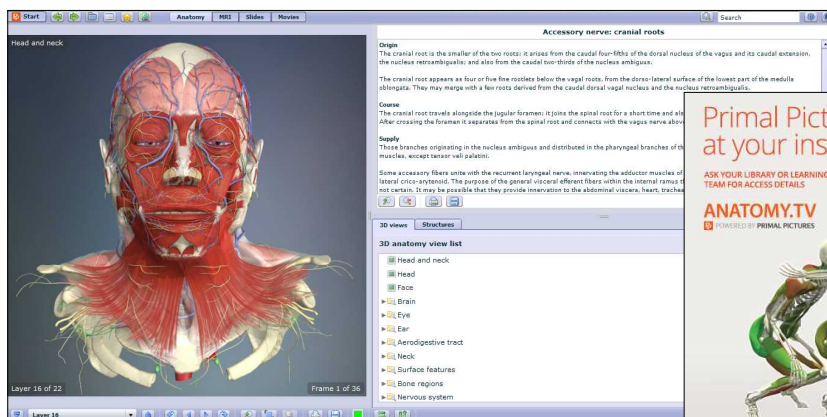 Start
Anatomy MRI Slides Movies
Search
Head and neck
Accessory nerve: cranial roots
Origin
The cranial root is the smaller of the two roots; it arises from the caudal four-fifths of the dorsal nucleus of the vagus and its caudal extension,
the nucleus retroambigualis; and also from the caudal two-thirds of the nucleus ambiguus.
The cranial root appears as four or five fine rootlets below the vagal roots, from the dorso-lateral surface of the lowest part of the medulla
oblongata. They may merge with a few roots derived from the caudal dorsal vagal nucleus and the nucleus retroambigualis.
Course
The cranial root travels alongside the jugular foramen; it joins the spinal root for a short time and als
After crossing the foramen it separates from the spinal root and connects with the vagus nerve abov
Supply
Those branches originating in the nucleus ambiguus and distributed in the pharyngeal branches of th
muscles, except tensor veli palatini.
Some accessory fibers unite with the recurrent laryngeal nerve, innervating the adductor muscles of
lateral crico-arytenoid. The purpose of the general visceral efferent fibers within the internal ramus t
not certain. It may be possible that they provide innervation to the abdominal viscera, heart, trachea
3D views Structures
3D anatomy view list
Head and neck
Head
Face
Brain
Eye
Ear
Aerodigestive tract
Neck
Surface features
Bone regions
Nervous system
Layer 16 of 22
Frame 1 of 36
Layer 16
Primal Pict
at your ins
ASK YOUR LIBRARY OR LEARNING
TEAM FOR ACCESS DETAILS
ANATOMY.TV
POWERED BY PRIMAL PICTURES